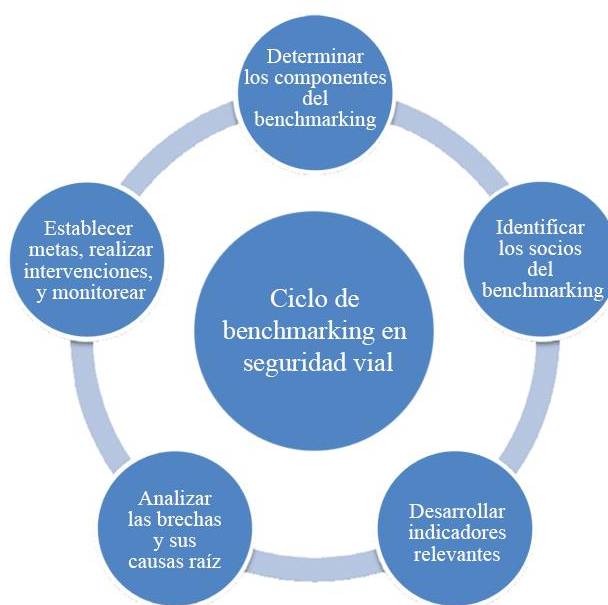 Determinar
los componentes
del
benchmarking
Identificar
los socios
del
benchmarking
Desarrollar
indicadores
relevantes
Analizar
las brechas
y sus
causas raíz
Establecer
metas, realizar
intervenciones,
y monitorear
Ciclo de
benchmarking en
seguridad vial